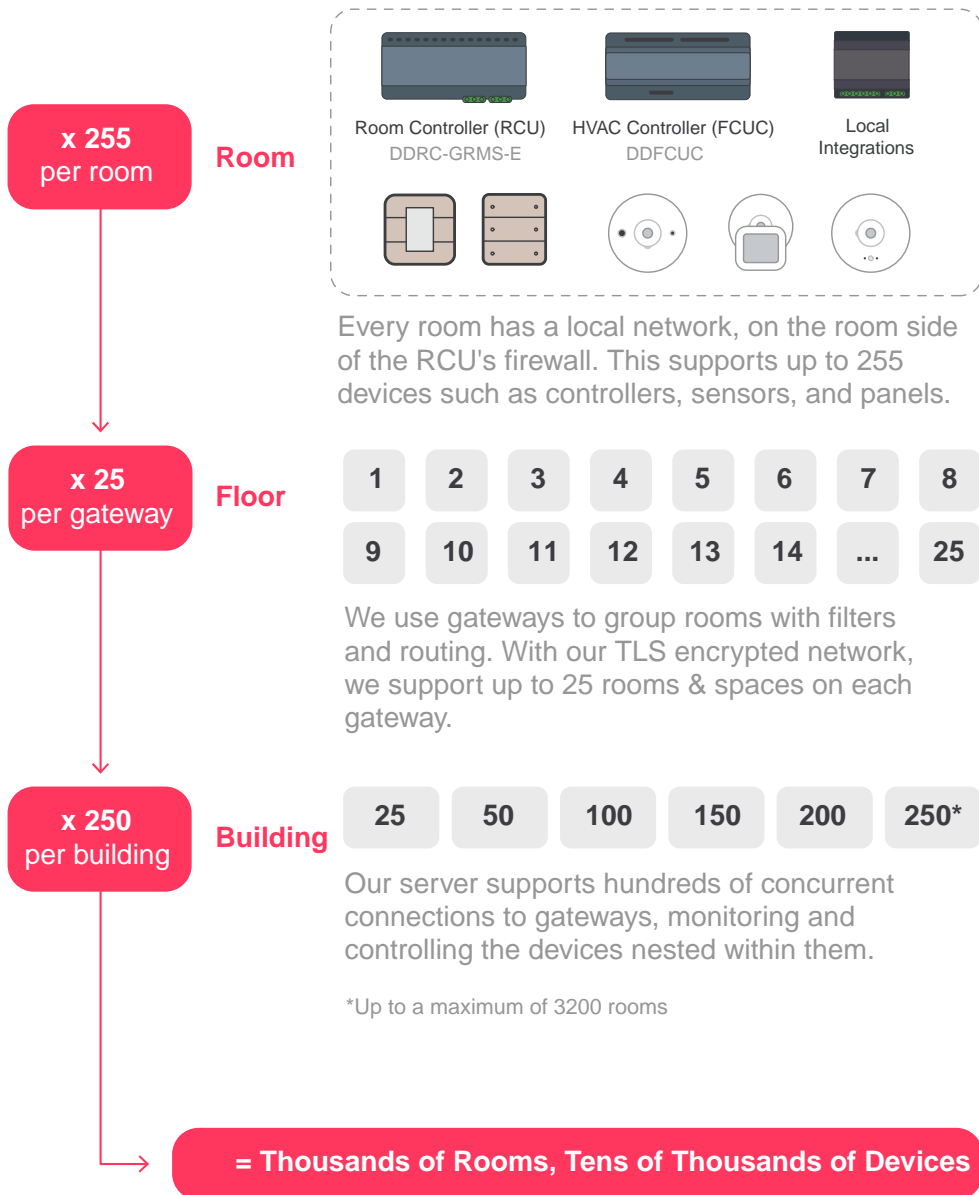 x 255
per room
Room
Room Controller (RCU)
DDRC-GRMS-E
HVAC Controller (FCUC)
DDFCUC
Local
Integrations
Every room has a local network, on the room side
of the RCU's firewall. This supports up to 255
devices such as controllers, sensors, and panels.
x 25
per gateway
Floor
1 2 3 4 5 6 7 8
9 10 11 12 13 14 ... 25
We use gateways to group rooms with filters
and routing. With our TLS encrypted network,
we support up to 25 rooms & spaces on each
gateway.
x 250
per building
Building
25 50 100 150 200 250*
Our server supports hundreds of concurrent
connections to gateways, monitoring and
controlling the devices nested within them.
*Up to a maximum of 3200 rooms
= Thousands of Rooms, Tens of Thousands of Devices